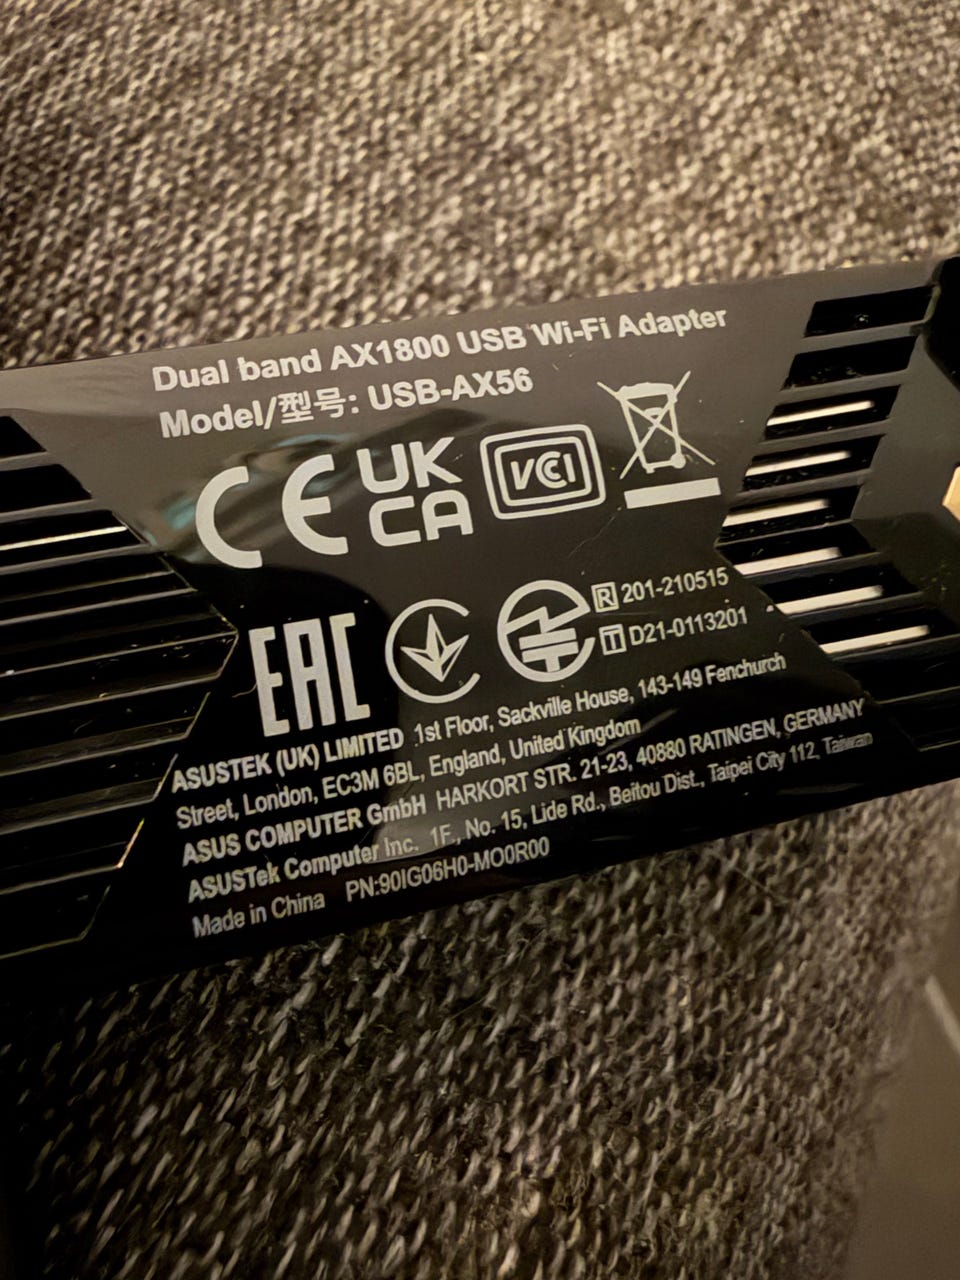 Dual band AX1800 USB Wi-Fi Adapter
Model/型号: USB-AX56
CE UK CA VCCI
EAC R 201-210515
T D21-0113201
ASUSTEK (UK) LIMITED 1st Floor, Sackville House, 143-149 Fenchurch
Street, London, EC3M 6BL, England, United Kingdom
ASUS COMPUTER GmbH HARKORT STR. 21-23, 40880 RATINGEN, GERMANY
ASUSTek Computer Inc. 1F., No. 15, Lide Rd., Beitou Dist., Taipei City 112, Taiwan
Made in China PN:90IG06H0-MO0R00